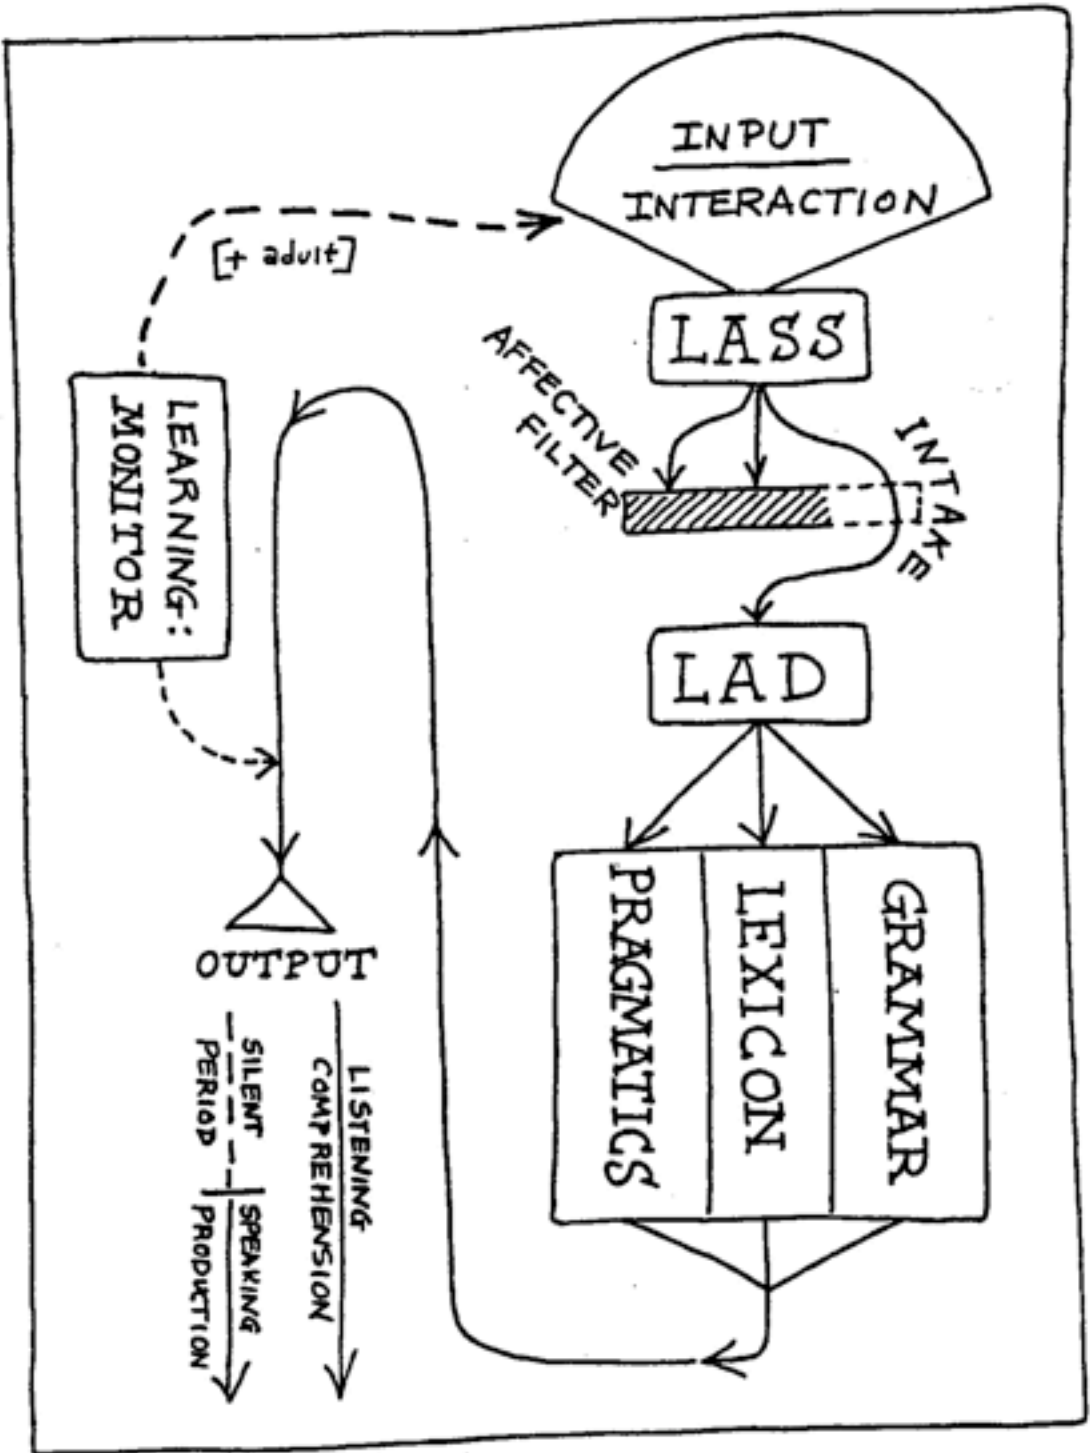 INPUT
INTERACTION
[+ adult]
LASS
AFFECTIVE
FILTER
INTAKE
LEARNING:
MONITOR
LAD
PRAGMATICS
LEXICON
GRAMMAR
OUTPUT
SILENT
PERIOD
SPEAKING
PRODUCTION
LISTENING
COMPREHENSION